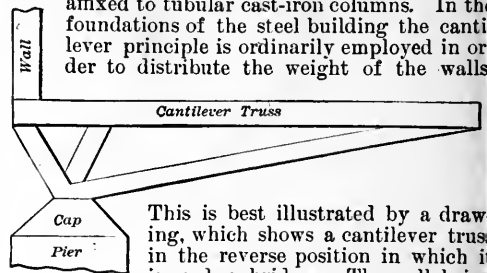 affixed to tubular cast-iron columns. In the
foundations of the steel building the canti-
lever principle is ordinarily employed in or-
der to distribute the weight of the walls.
Wall
Cantilever Truss
Cap
Pier
This is best illustrated by a draw-
ing, which shows a cantilever truss
in the reverse position in which it